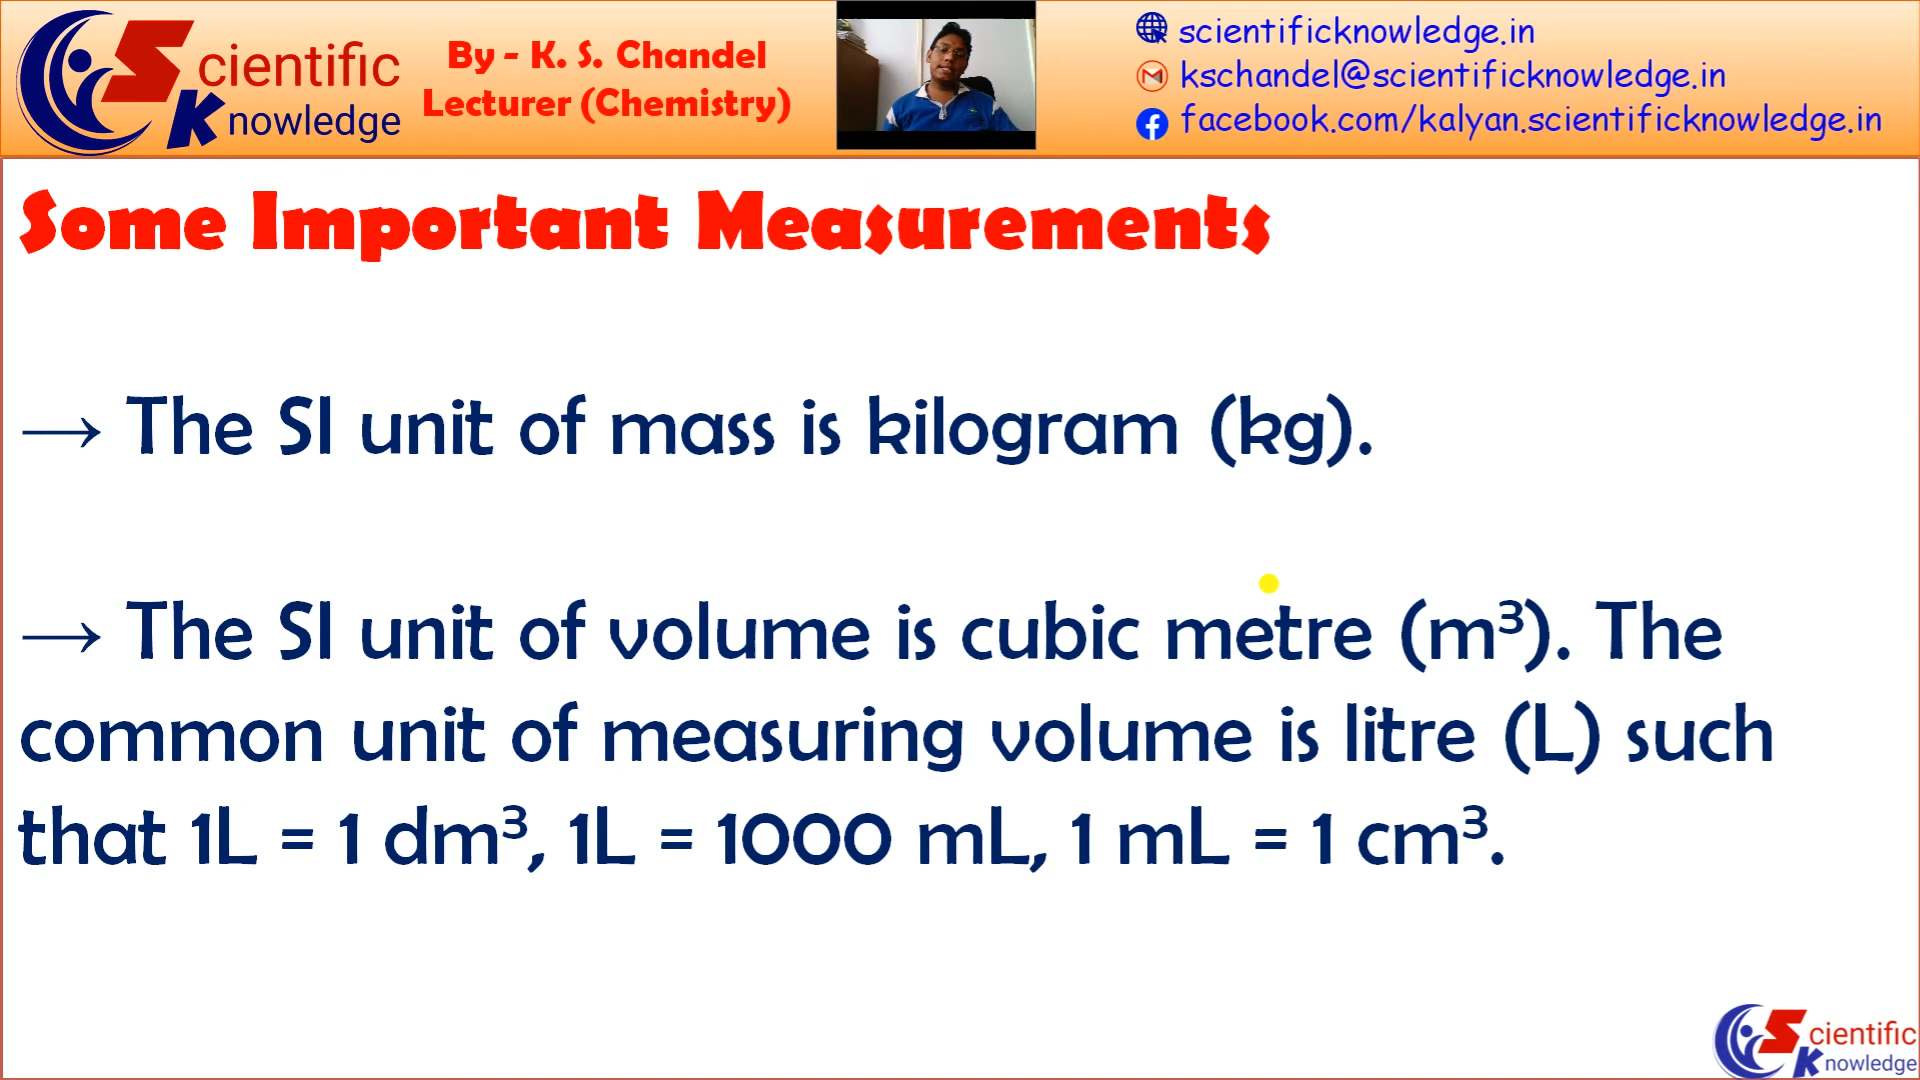 Scientific
Knowledge
By - K. S. Chandel
Lecturer (Chemistry)
scientificknowledge.in
kschandel@scientificknowledge.in
facebook.com/kalyan.scientificknowledge.in
Some Important Measurements
→ The SI unit of mass is kilogram (kg).
→ The SI unit of volume is cubic metre (m³). The
common unit of measuring volume is litre (L) such
that 1L = 1 dm³, 1L = 1000 mL, 1 mL = 1 cm³.
Scientific
Knowledge